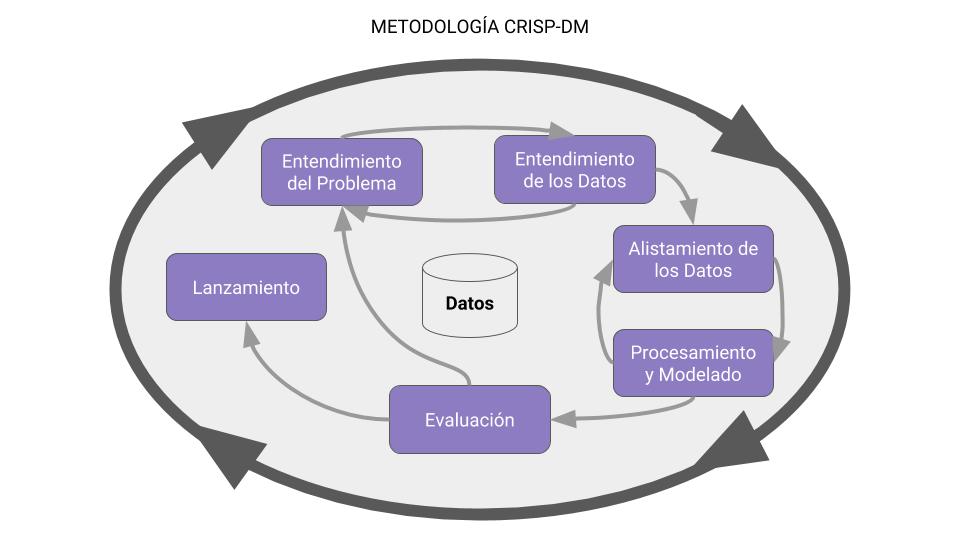 METODOLOGÍA CRISP-DM
Entendimiento
del Problema
Entendimiento
de los Datos
Alistamiento de
los Datos
Procesamiento
y Modelado
Evaluación
Lanzamiento
Datos